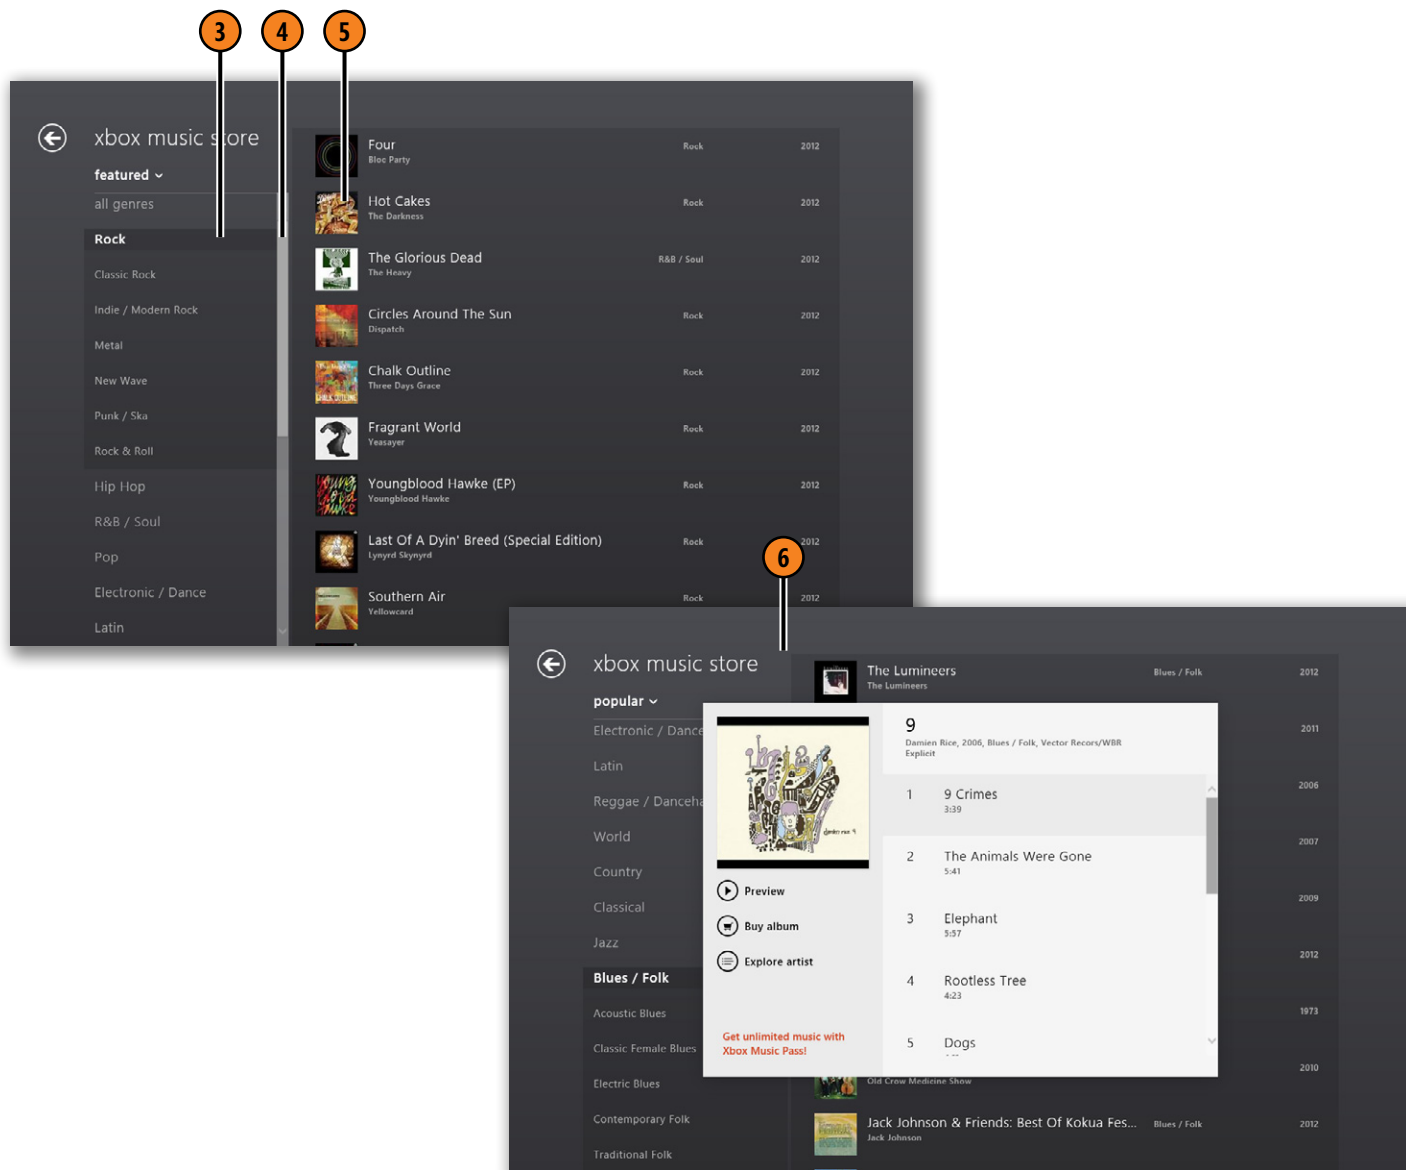 3 4 5
xbox music store
featured
all genres
Rock
Classic Rock
Indie / Modern Rock
Metal
New Wave
Punk / Ska
Rock & Roll
Hip Hop
R&B / Soul
Pop
Electronic / Dance
Latin
Four Rock 2012
Bloc Party
Hot Cakes Rock 2012
The Darkness
The Glorious Dead R&B / Soul 2012
The Heavy
Circles Around The Sun Rock 2012
Dispatch
Chalk Outline Rock 2012
Three Days Grace
Fragrant World Rock 2012
Yeasayer
Youngblood Hawke (EP) Rock 2012
Youngblood Hawke
Last Of A Dyin' Breed (Special Edition) Rock 2012
Lynyrd Skynyrd
Southern Air Rock 2012
Yellowcard
6
xbox music store
popular
Electronic / Dance
Latin
Reggae / Danceha
World
Country
Classical
Jazz
Blues / Folk
Acoustic Blues
Classic Female Blues
Electric Blues
Contemporary Folk
Traditional Folk
The Lumineers Blues / Folk 2012
The Lumineers
2011
2006
2007
2009
2012
1973
2010
9
Damien Rice, 2006, Blues / Folk, Vector Recors/WBR
Explicit
1 9 Crimes
3:39
2 The Animals Were Gone
5:41
3 Elephant
5:57
4 Rootless Tree
4:23
5 Dogs
damien rice 9
Preview
Buy album
Explore artist
Get unlimited music with
Xbox Music Pass!
Old Crow Medicine Show
Jack Johnson & Friends: Best Of Kokua Fes... Blues / Folk 2012
Jack Johnson